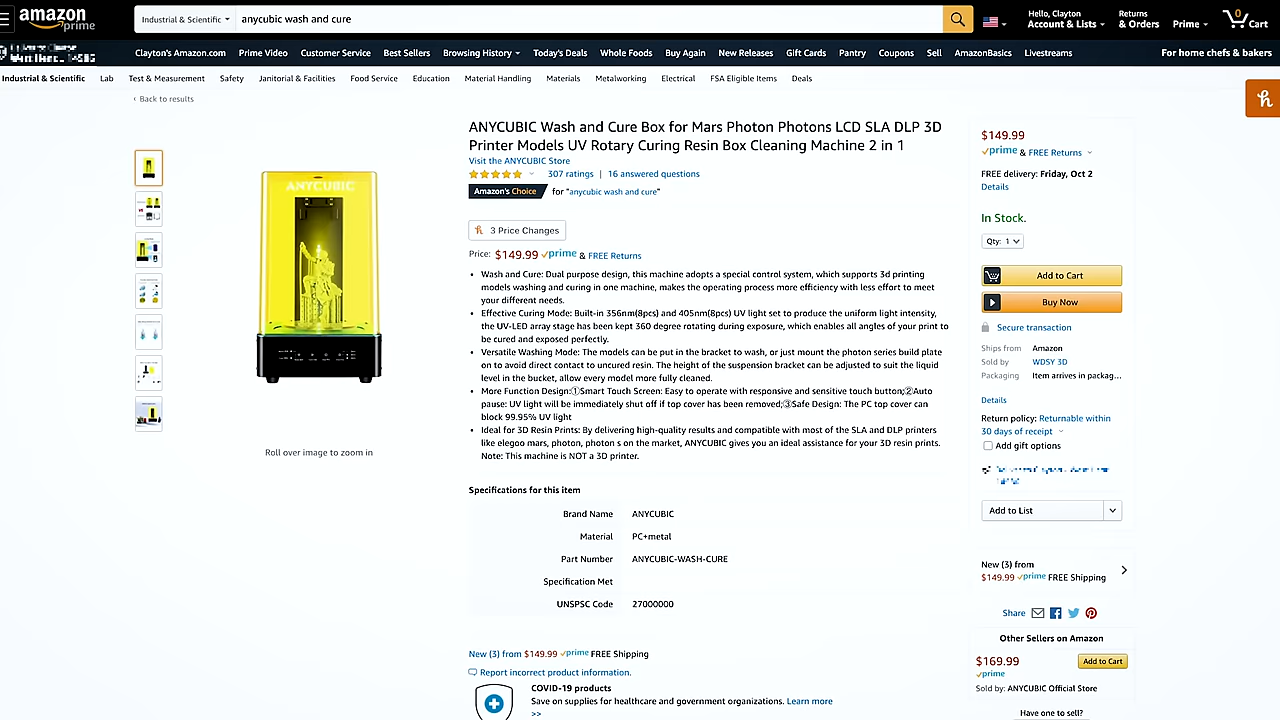 amazon
prime
Industrial & Scientific
anycubic wash and cure
Hello, Clayton
Account & Lists
Returns
& Orders
Prime
0
Cart
Clayton's Amazon.com
Prime Video
Customer Service
Best Sellers
Browsing History
Today's Deals
Whole Foods
Buy Again
New Releases
Gift Cards
Pantry
Coupons
Sell
AmazonBasics
Livestreams
For home chefs & bakers
Industrial & Scientific
Lab
Test & Measurement
Safety
Janitorial & Facilities
Food Service
Education
Material Handling
Materials
Metalworking
Electrical
FSA Eligible Items
Deals
‹ Back to results
ANYCUBIC
Roll over image to zoom in
ANYCUBIC Wash and Cure Box for Mars Photon Photons LCD SLA DLP 3D
Printer Models UV Rotary Curing Resin Box Cleaning Machine 2 in 1
Visit the ANYCUBIC Store
307 ratings | 16 answered questions
Amazon's Choice for "anycubic wash and cure"
3 Price Changes
Price: $149.99 prime & FREE Returns
• Wash and Cure: Dual purpose design, this machine adopts a special control system, which supports 3d printing
models washing and curing in one machine, makes the operating process more efficiency with less effort to meet
your different needs.
• Effective Curing Mode: Built-in 356nm(8pcs) and 405nm(8pcs) UV light set to produce the uniform light intensity,
the UV-LED array stage has been kept 360 degree rotating during exposure, which enables all angles of your print to
be cured and exposed perfectly.
• Versatile Washing Mode: The models can be put in the bracket to wash, or just mount the photon series build plate
on to avoid direct contact to uncured resin. The height of the suspension bracket can be adjusted to suit the liquid
level in the bucket, allow every model more fully cleaned.
• More Function Design:①Smart Touch Screen: Easy to operate with responsive and sensitive touch button;②Auto
pause: UV light will be immediately shut off if top cover has been removed;③Safe Design: The PC top cover can
block 99.95% UV light
• Ideal for 3D Resin Prints: By delivering high-quality results and compatible with most of the SLA and DLP printers
like elegoo mars, photon, photon s on the market, ANYCUBIC gives you an ideal assistance for your 3D resin prints.
Note: This machine is NOT a 3D printer.
Specifications for this item
Brand Name ANYCUBIC
Material PC+metal
Part Number ANYCUBIC-WASH-CURE
Specification Met
UNSPSC Code 27000000
New (3) from $149.99 prime FREE Shipping
Report incorrect product information.
COVID-19 products
Save on supplies for healthcare and government organizations. Learn more
>>
$149.99
prime & FREE Returns
FREE delivery: Friday, Oct 2
Details
In Stock.
Qty: 1
Add to Cart
Buy Now
Secure transaction
Ships from Amazon
Sold by WDSY 3D
Packaging Item arrives in packag...
Details
Return policy: Returnable within
30 days of receipt
Add gift options
Add to List
New (3) from
$149.99 prime FREE Shipping
Share
Other Sellers on Amazon
$169.99
Add to Cart
prime
Sold by: ANYCUBIC Official Store
Have one to sell?